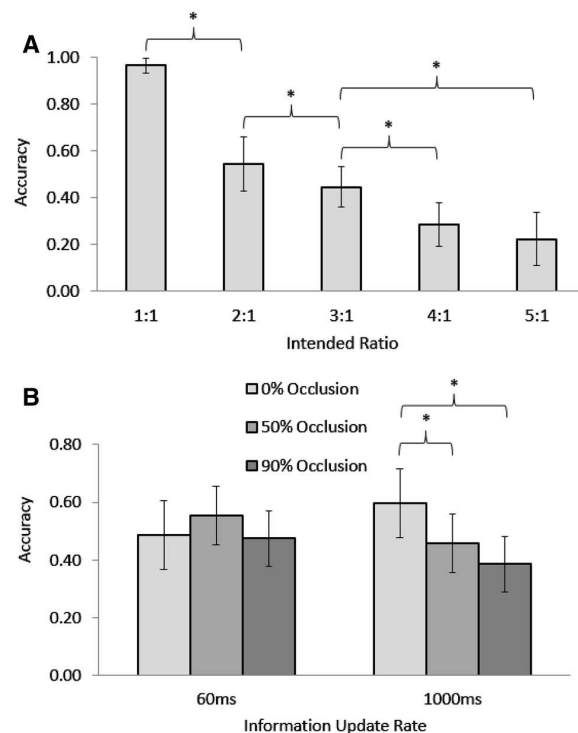 A
*
*
*
*
1.00
0.80
0.60
0.40
0.20
0.00
Accuracy
1:1 2:1 3:1 4:1 5:1
Intended Ratio
B
0% Occlusion
50% Occlusion
90% Occlusion
*
*
0.80
0.60
0.40
0.20
0.00
Accuracy
60ms 1000ms
Information Update Rate